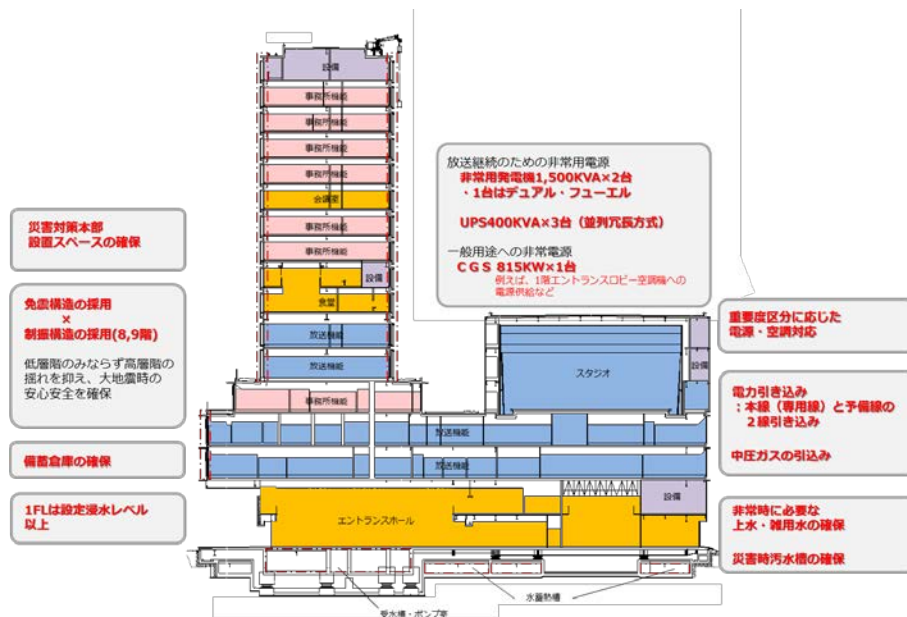 設備
事務所機能
事務所機能
事務所機能
事務所機能
会議室
事務所機能
事務所機能
設備
食堂
放送機能
放送機能
事務所機能
放送機能
放送機能
エントランスホール
スタジオ
設備
設備
受水槽・ポンプ室
水蓄熱槽
災害対策本部
設置スペースの確保
免震構造の採用
×
制振構造の採用(8,9階)
低層階のみならず高層階の
揺れを抑え、大地震時の
安心安全を確保
備蓄倉庫の確保
1FLは設定浸水レベル
以上
放送継続のための非常用電源
非常用発電機1,500KVA×2台
・1台はデュアル・フューエル
UPS400KVA×3台（並列冗長方式）
一般用途への非常電源
CGS 815KW×1台
例えば、1階エントランスロビー空調機への
電源供給など
重要度区分に応じた
電源・空調対応
電力引き込み
：本線（専用線）と予備線の
２線引き込み
中圧ガスの引込み
非常時に必要な
上水・雑用水の確保
災害時汚水槽の確保